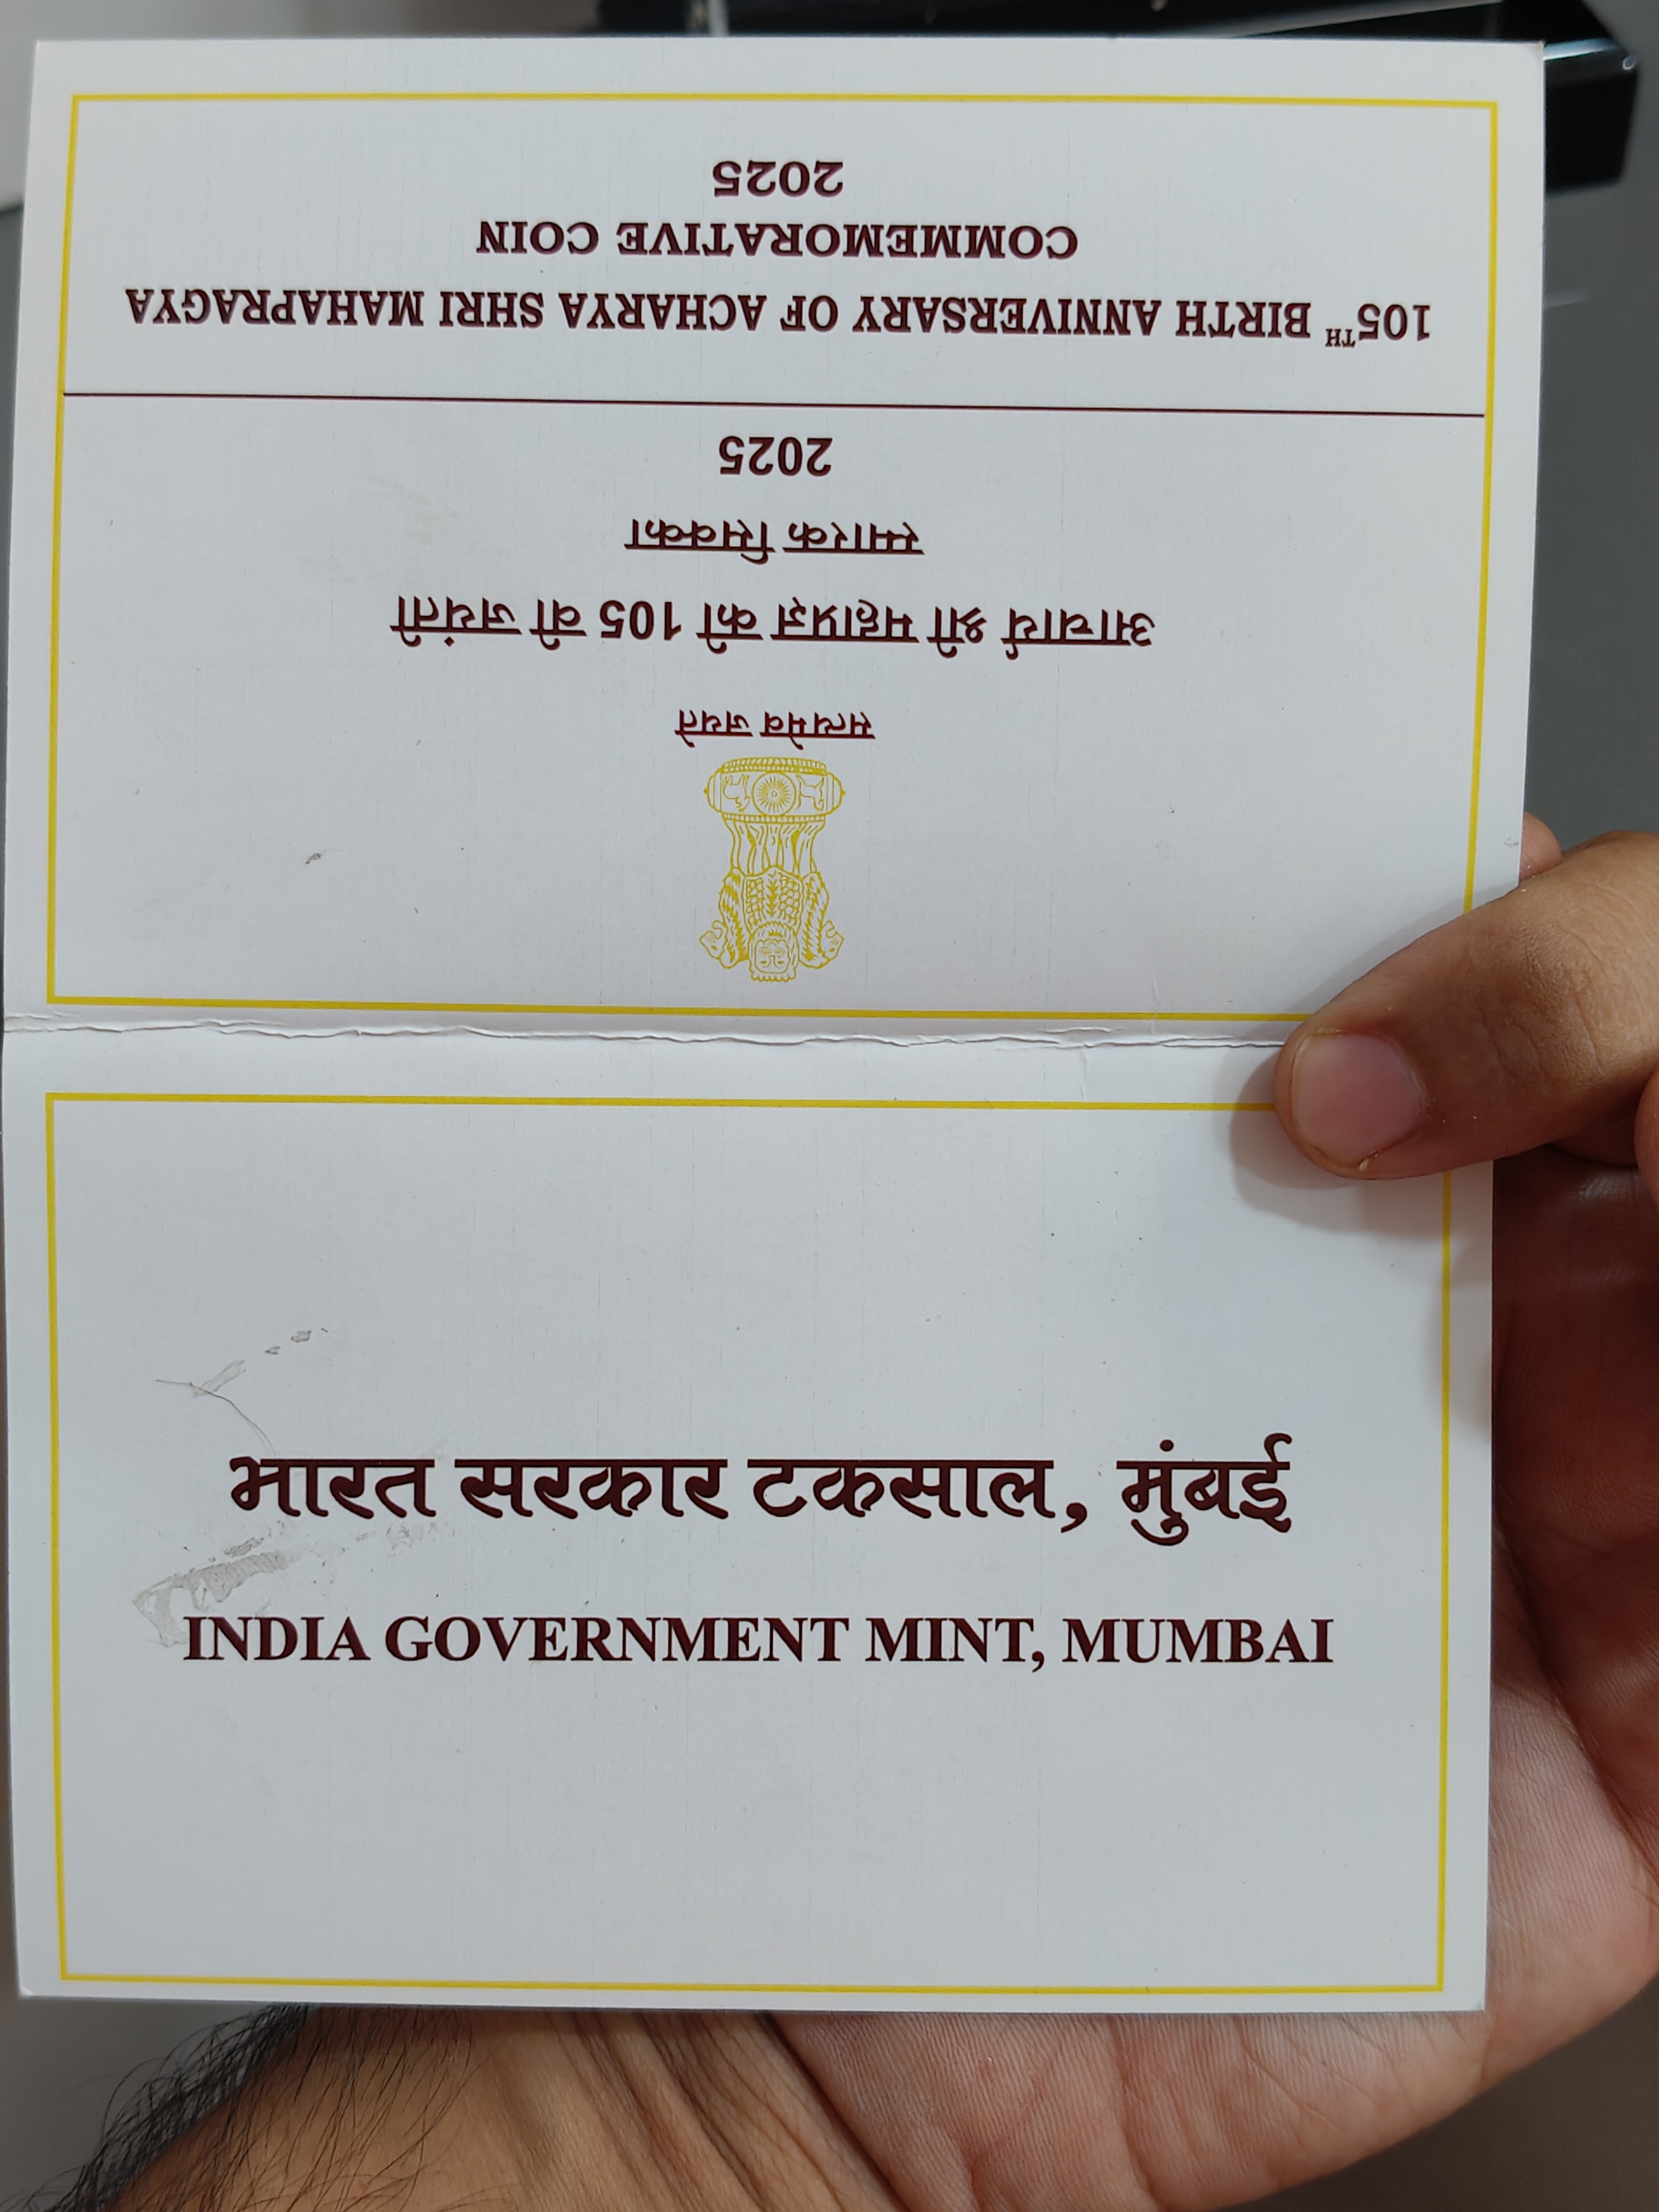 सत्यमेव जयते
आचार्य श्री महाप्रज्ञ की 105 वी जयंती
स्मारक सिक्का
2025
105TH BIRTH ANNIVERSARY OF ACHARYA SHRI MAHAPRAGYA
COMMEMORATIVE COIN
2025
भारत सरकार टकसाल, मुंबई
INDIA GOVERNMENT MINT, MUMBAI